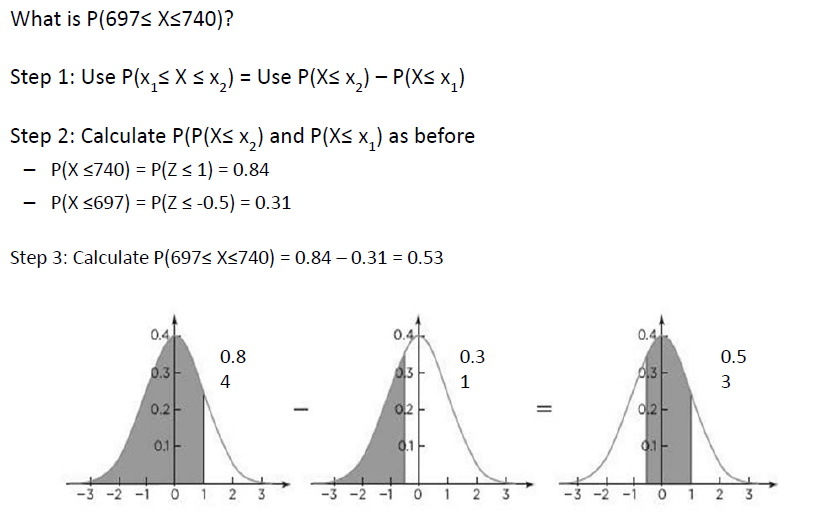 What is P(697≤ X≤740)?
Step 1: Use P(x₁≤ X ≤ x₂) = Use P(X≤ x₂) – P(X≤ x₁)
Step 2: Calculate P(P(X≤ x₂) and P(X≤ x₁) as before
– P(X ≤740) = P(Z ≤ 1) = 0.84
– P(X ≤697) = P(Z ≤ -0.5) = 0.31
Step 3: Calculate P(697≤ X≤740) = 0.84 – 0.31 = 0.53
0.4
0.3
0.2
0.1
-3 -2 -1 0 1 2 3
0.8
4
–
0.4
0.3
0.2
0.1
-3 -2 -1 0 1 2 3
0.3
1
=
0.4
0.3
0.2
0.1
-3 -2 -1 0 1 2 3
0.5
3